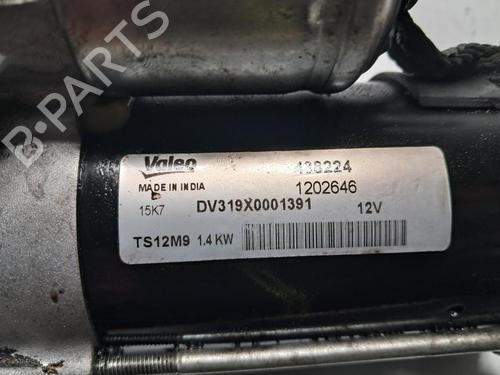 B-PARTS
Valeo 438224
MADE IN INDIA 1202646
15K7 DV319X0001391 12V
TS12M9 1.4 KW